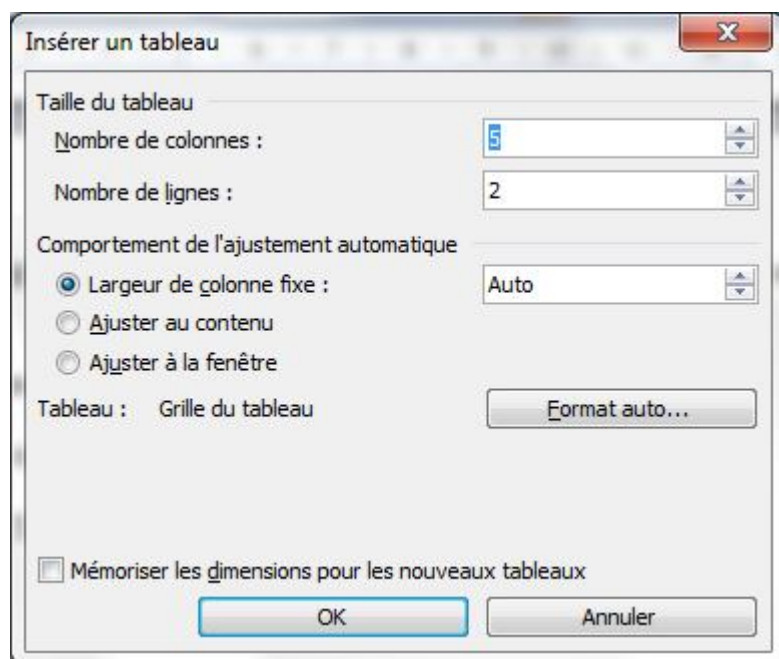 Insérer un tableau
Taille du tableau
Nombre de colonnes : 5
Nombre de lignes : 2
Comportement de l'ajustement automatique
Largeur de colonne fixe : Auto
Ajuster au contenu
Ajuster à la fenêtre
Tableau : Grille du tableau Format auto...
Mémoriser les dimensions pour les nouveaux tableaux
OK Annuler